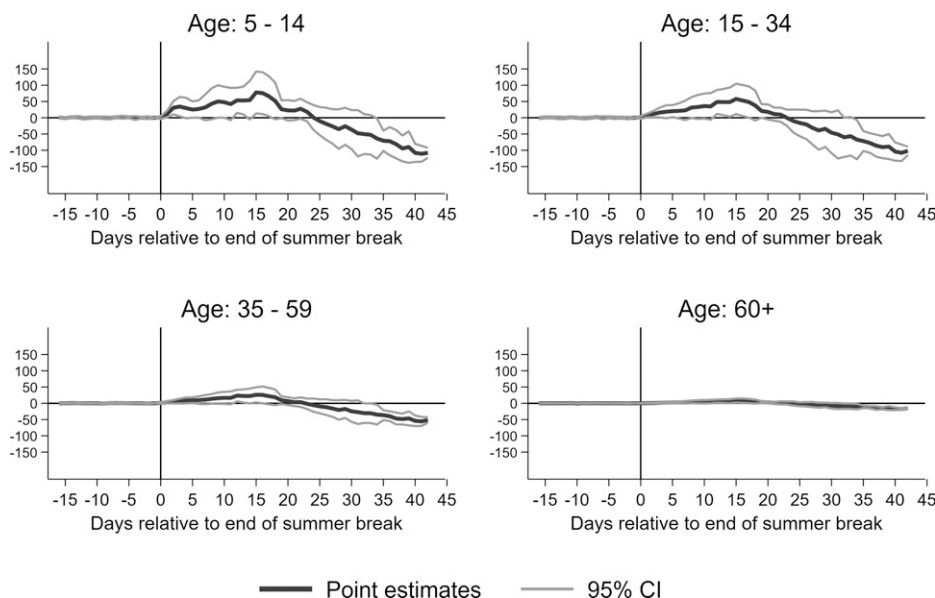 Age: 5 - 14
150
100
50
0
-50
-100
-150
-15 -10 -5 0 5 10 15 20 25 30 35 40 45
Days relative to end of summer break
Age: 15 - 34
150
100
50
0
-50
-100
-150
-15 -10 -5 0 5 10 15 20 25 30 35 40 45
Days relative to end of summer break
Age: 35 - 59
150
100
50
0
-50
-100
-150
-15 -10 -5 0 5 10 15 20 25 30 35 40 45
Days relative to end of summer break
Age: 60+
150
100
50
0
-50
-100
-150
-15 -10 -5 0 5 10 15 20 25 30 35 40 45
Days relative to end of summer break
Point estimates 95% CI